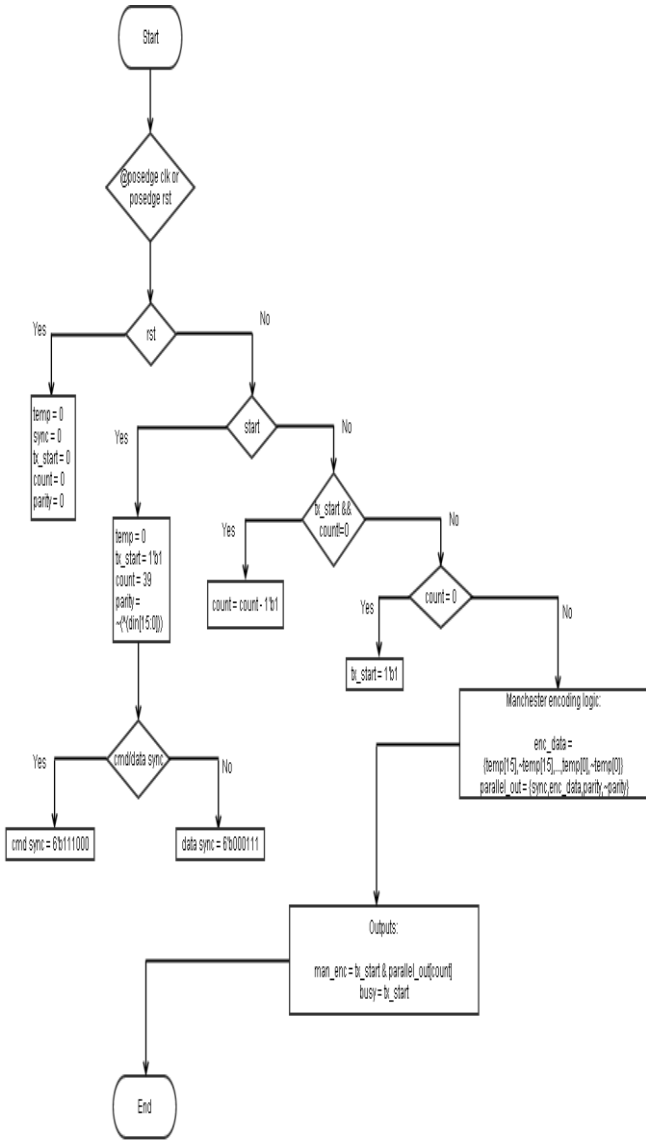 Start
@posedge clk or
posedge rst
Yes
rst
No
temp = 0
sync = 0
tx_start = 0
count = 0
parity = 0
Yes
start
No
temp = 0
tx_start = 1'b1
count = 39
parity =
~(^(din[15:0]))
Yes
tx_start &&
count!=0
No
count = count - 1'b1
Yes
count = 0
No
tx_start = 1'b1
Manchester encoding logic:
enc_data =
{temp[15],~temp[15],...,temp[0],~temp[0]}
parallel_out = {sync,enc_data,parity,~parity}
Yes
cmd/data sync
No
cmd sync = 6'b111000
data sync = 6'b000111
Outputs:
man_enc = tx_start & parallel_out[count]
busy = tx_start
End